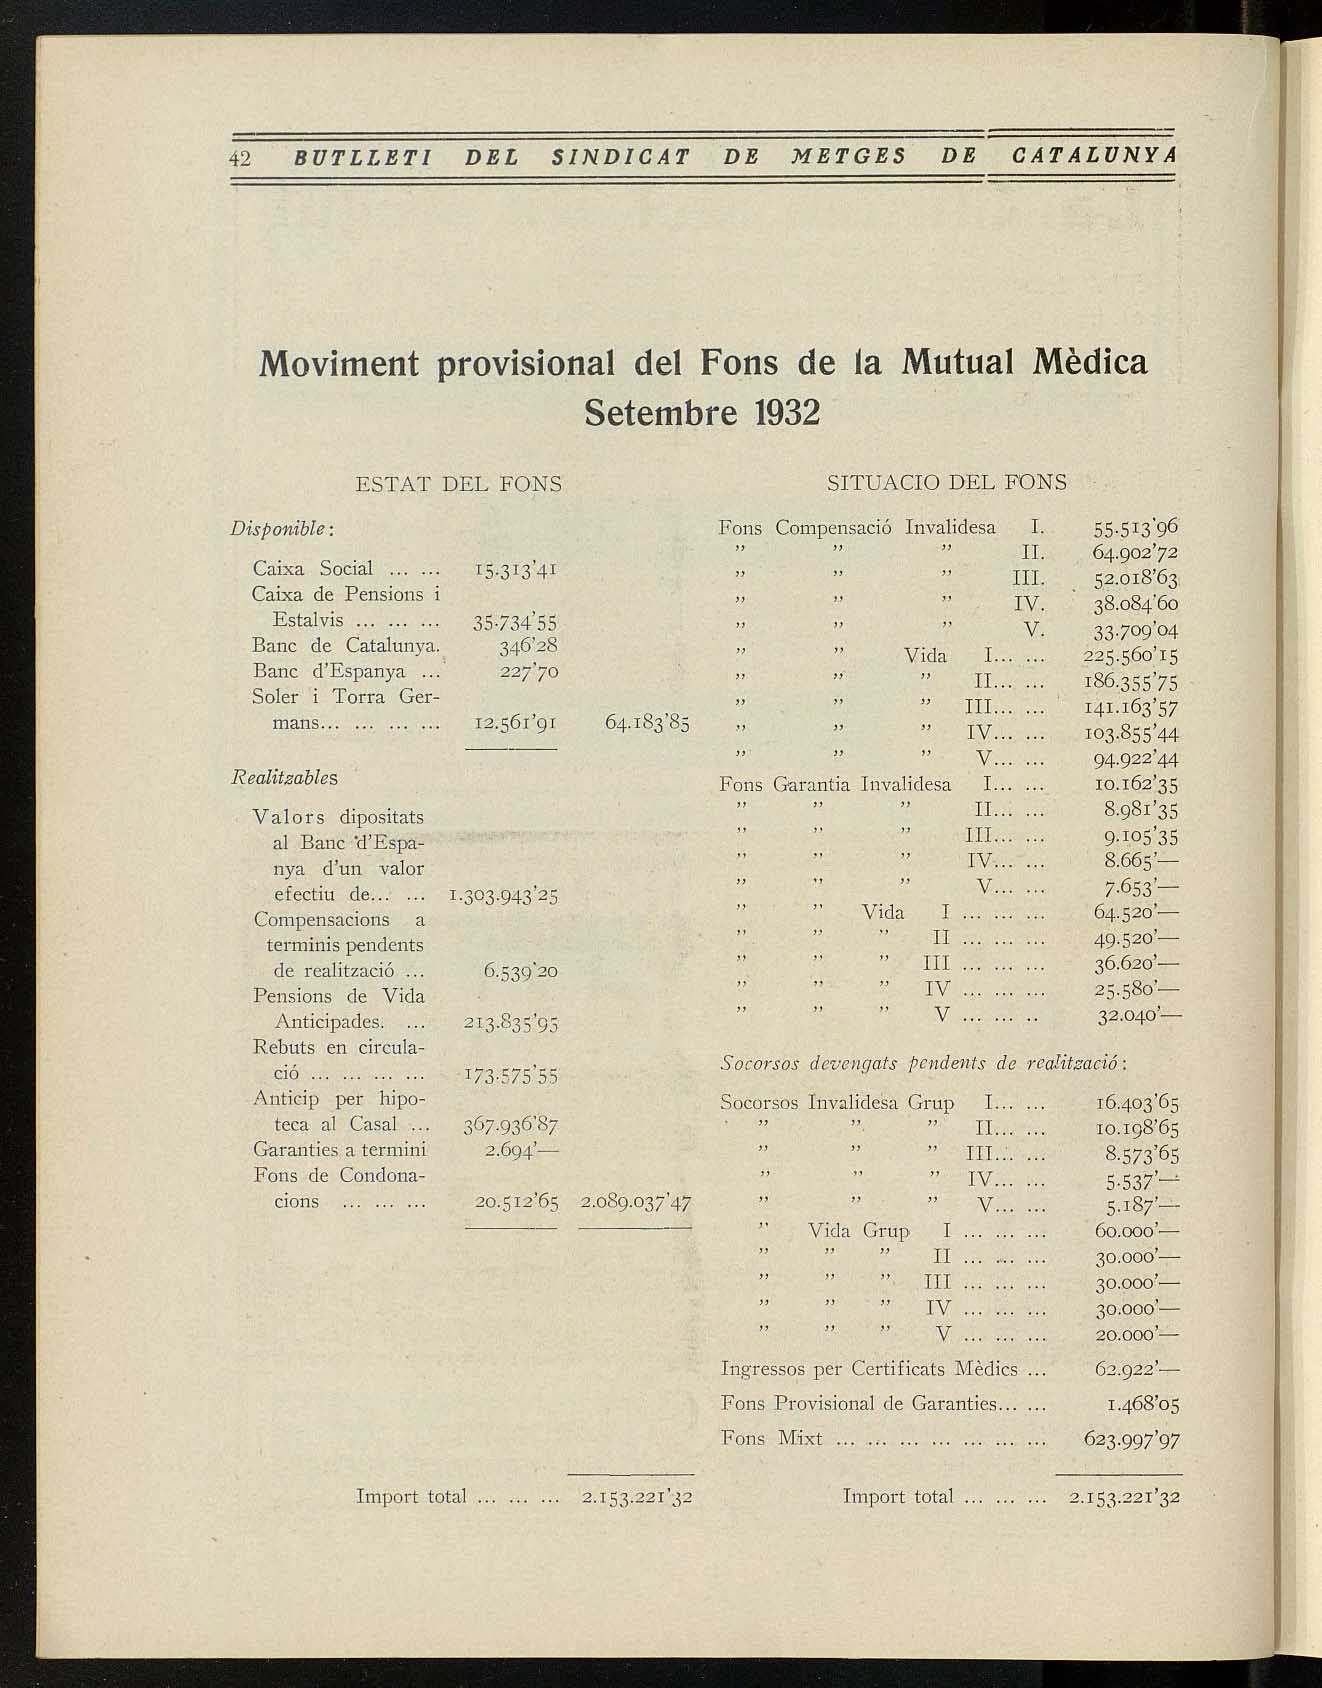 42 BUTLLETI DEL SINDICAT DE METGES DE CATALUNYA
Moviment provisional del Fons de la Mutual Mèdica
Setembre 1932
ESTAT DEL FONS
Disponible:
Caixa Social ... ... 15.313'41
Caixa de Pensions i
Estalvis ... ... ... 35.734'55
Banc de Catalunya. 346'28
Banc d'Espanya ... 227'70
Soler i Torra Ger-
mans... ... ... ... 12.561'91 64.183'85
Realitzables
Valors dipositats
al Banc d'Espa-
nya d'un valor
efectiu de... ... 1.303.943'25
Compensacions a
terminis pendents
de realització ... 6.539'20
Pensions de Vida
Anticipades. ... 213.835'95
Rebuts en circula-
ció ... ... ... ... 173.575'55
Anticip per hipo-
teca al Casal ... 367.936'87
Garanties a termini 2.694'—
Fons de Condona-
cions ... ... ... 20.512'65 2.089.037'47
Import total ... ... ... 2.153.221'32
SITUACIO DEL FONS
Fons Compensació Invalidesa I. 55.513'96
" " " II. 64.902'72
" " " III. 52.018'63
" " " IV. 38.084'60
" " " V. 33.709'04
" " Vida I... ... 225.560'15
" " " II... ... 186.355'75
" " " III... ... 141.163'57
" " " IV... ... 103.855'44
" " " V... ... 94.922'44
Fons Garantia Invalidesa I... ... 10.162'35
" " " II... ... 8.981'35
" " " III... ... 9.105'35
" " " IV... ... 8.665'—
" " " V... ... 7.653'—
" " Vida I ... ... ... 64.520'—
" " " II ... ... ... 49.520'—
" " " III ... ... ... 36.620'—
" " " IV ... ... ... 25.580'—
" " " V ... ... .. 32.040'—
Socorsos devengats pendents de realització:
Socorsos Invalidesa Grup I... ... 16.403'65
" " " II... ... 10.198'65
" " " III... ... 8.573'65
" " " IV... ... 5.537'—
" " " V... ... 5.187'—
" Vida Grup I ... ... ... 60.000'—
" " " II ... ... ... 30.000'—
" " " III ... ... ... 30.000'—
" " " IV ... ... ... 30.000'—
" " " V ... ... ... 20.000'—
Ingressos per Certificats Mèdics ... 62.922'—
Fons Provisional de Garanties... ... 1.468'05
Fons Mixt ... ... ... ... ... ... ... 623.997'97
Import total ... ... ... 2.153.221'32